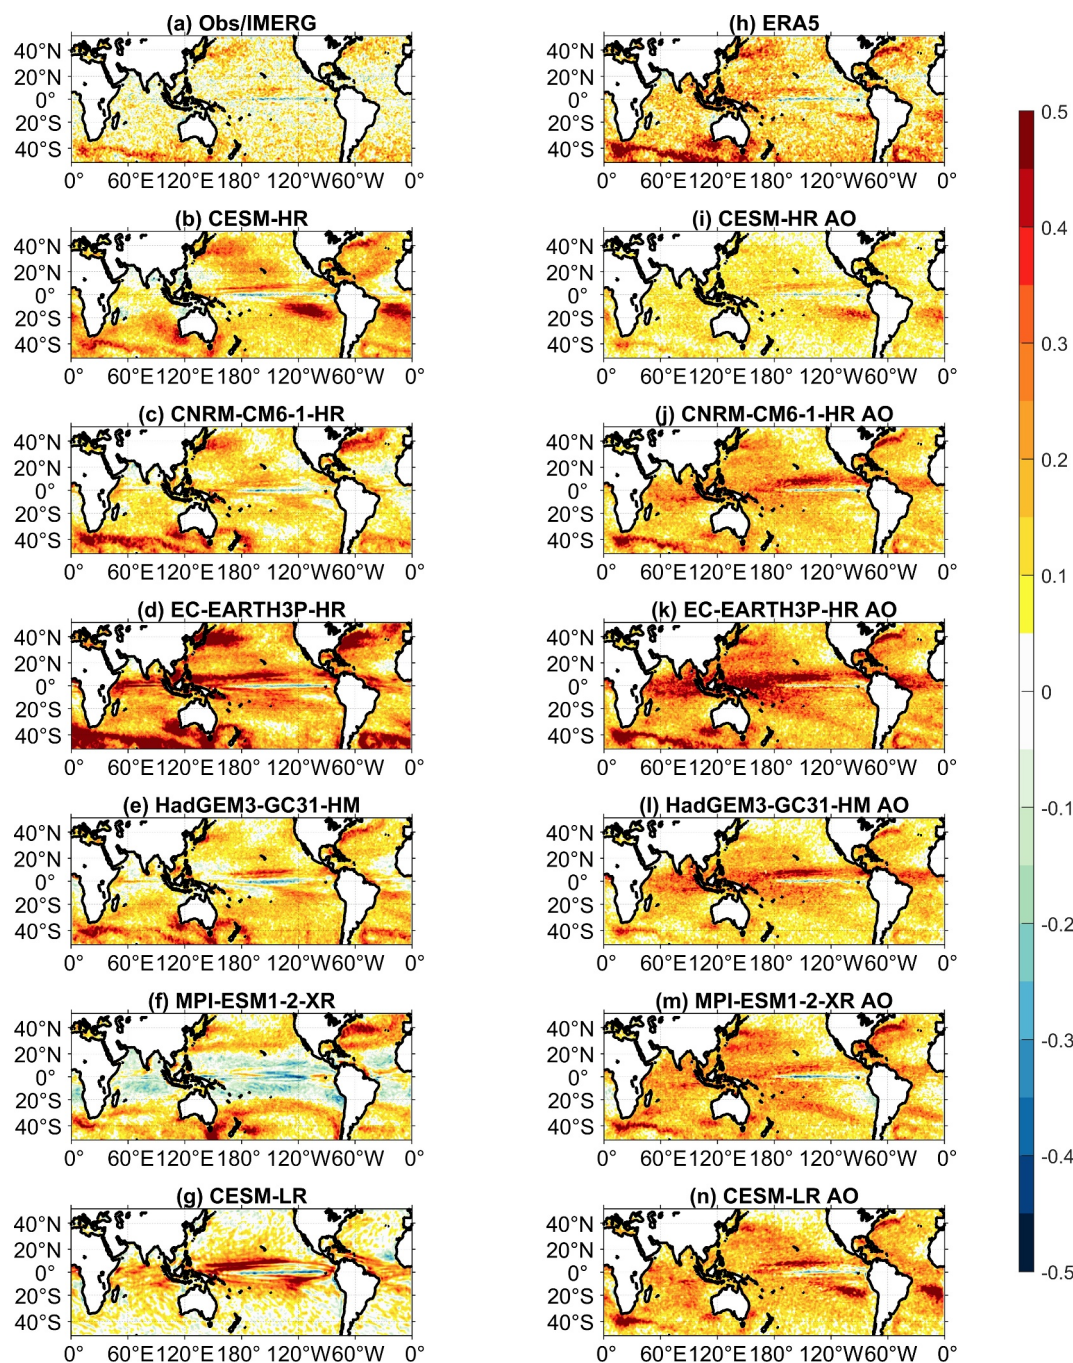 (a) Obs/IMERG
40°N
20°N
0°
20°S
40°S
0° 60°E 120°E 180° 120°W 60°W 0°
(h) ERA5
40°N
20°N
0°
20°S
40°S
0° 60°E 120°E 180° 120°W 60°W 0°
(b) CESM-HR
40°N
20°N
0°
20°S
40°S
0° 60°E 120°E 180° 120°W 60°W 0°
(i) CESM-HR AO
40°N
20°N
0°
20°S
40°S
0° 60°E 120°E 180° 120°W 60°W 0°
(c) CNRM-CM6-1-HR
40°N
20°N
0°
20°S
40°S
0° 60°E 120°E 180° 120°W 60°W 0°
(j) CNRM-CM6-1-HR AO
40°N
20°N
0°
20°S
40°S
0° 60°E 120°E 180° 120°W 60°W 0°
(d) EC-EARTH3P-HR
40°N
20°N
0°
20°S
40°S
0° 60°E 120°E 180° 120°W 60°W 0°
(k) EC-EARTH3P-HR AO
40°N
20°N
0°
20°S
40°S
0° 60°E 120°E 180° 120°W 60°W 0°
(e) HadGEM3-GC31-HM
40°N
20°N
0°
20°S
40°S
0° 60°E 120°E 180° 120°W 60°W 0°
(l) HadGEM3-GC31-HM AO
40°N
20°N
0°
20°S
40°S
0° 60°E 120°E 180° 120°W 60°W 0°
(f) MPI-ESM1-2-XR
40°N
20°N
0°
20°S
40°S
0° 60°E 120°E 180° 120°W 60°W 0°
(m) MPI-ESM1-2-XR AO
40°N
20°N
0°
20°S
40°S
0° 60°E 120°E 180° 120°W 60°W 0°
(g) CESM-LR
40°N
20°N
0°
20°S
40°S
0° 60°E 120°E 180° 120°W 60°W 0°
(n) CESM-LR AO
40°N
20°N
0°
20°S
40°S
0° 60°E 120°E 180° 120°W 60°W 0°
0.5
0.4
0.3
0.2
0.1
0
-0.1
-0.2
-0.3
-0.4
-0.5